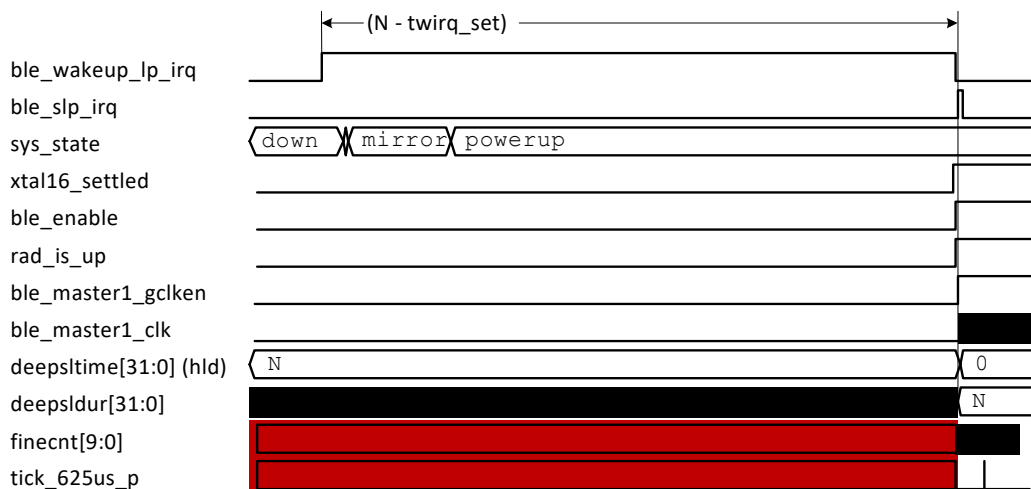 (N - twirq_set)
ble_wakeup_lp_irq
ble_slp_irq
sys_state down mirror powerup
xtal16_settled
ble_enable
rad_is_up
ble_master1_gclken
ble_master1_clk
deepsltime[31:0] (hld) N 0
deepsldur[31:0] N
finecnt[9:0]
tick_625us_p